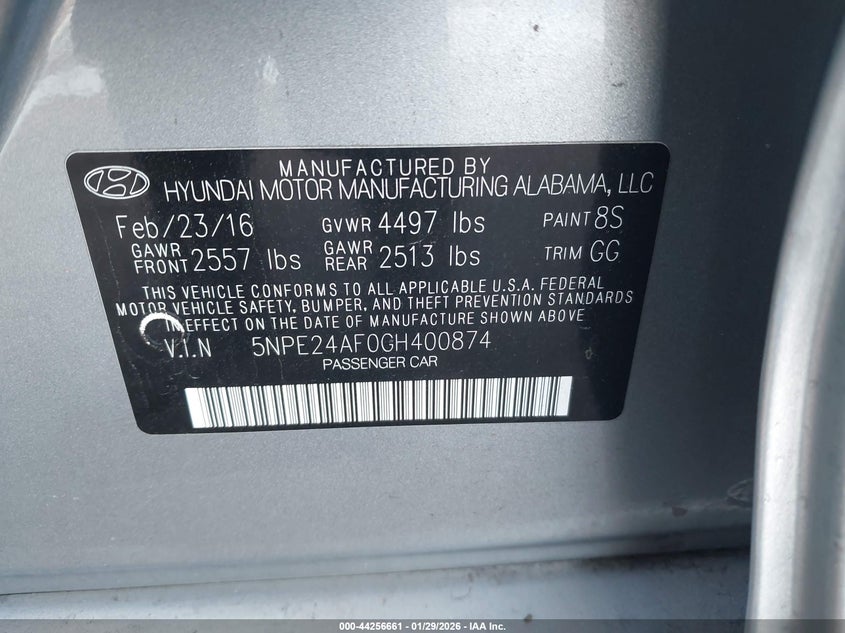 MANUFACTURED BY
HYUNDAI MOTOR MANUFACTURING ALABAMA, LLC
Feb/23/16 GVWR 4497 lbs PAINT 8S
GAWR FRONT 2557 lbs GAWR REAR 2513 lbs TRIM GG
THIS VEHICLE CONFORMS TO ALL APPLICABLE U.S.A. FEDERAL
MOTOR VEHICLE SAFETY, BUMPER, AND THEFT PREVENTION STANDARDS
IN EFFECT ON THE DATE OF MANUFACTURE SHOWN ABOVE
V.I.N 5NPE24AF0GH400874
PASSENGER CAR
000-44256661 - 01/29/2026 - IAA Inc.